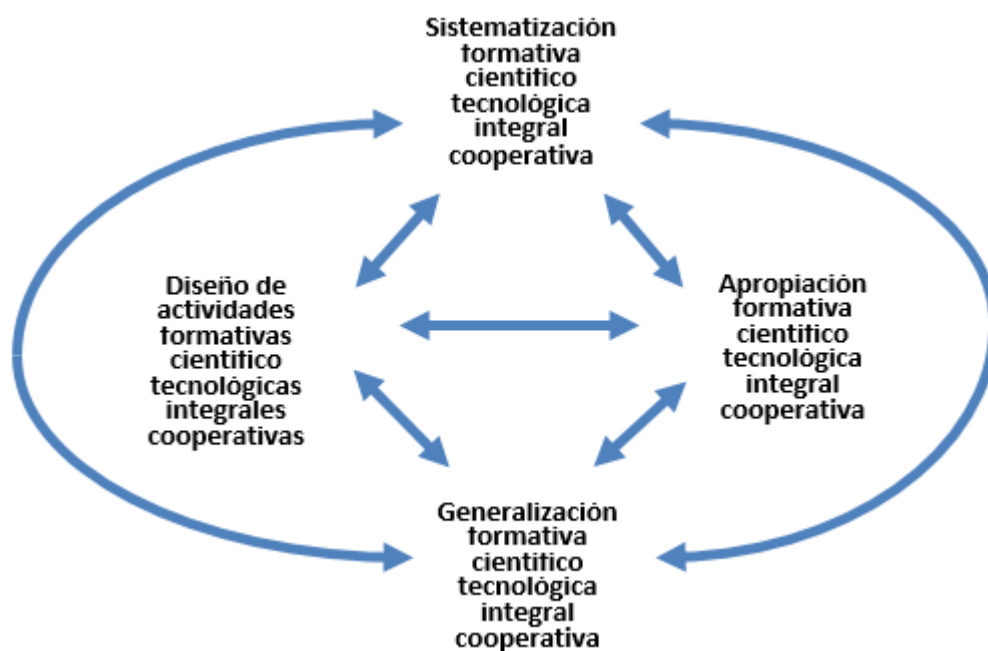 Sistematización
formativa
científico
tecnológica
integral
cooperativa
Diseño de
actividades
formativas
científico
tecnológicas
integrales
cooperativas
Apropiación
formativa
científico
tecnológica
integral
cooperativa
Generalización
formativa
científico
tecnológica
integral
cooperativa